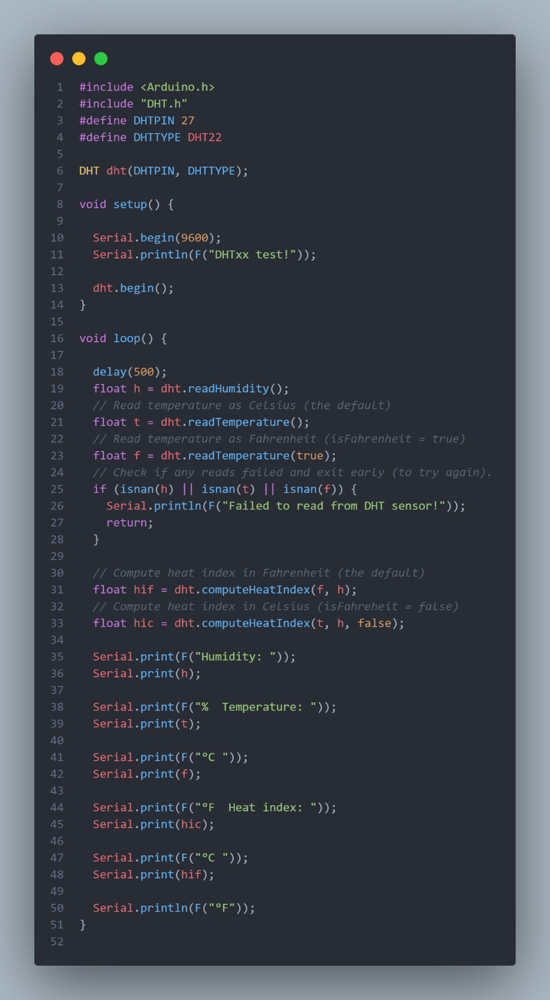 1 #include <Arduino.h>
2 #include "DHT.h"
3 #define DHTPIN 27
4 #define DHTTYPE DHT22
5
6 DHT dht(DHTPIN, DHTTYPE);
7
8 void setup() {
9
10   Serial.begin(9600);
11   Serial.println(F("DHTxx test!"));
12
13   dht.begin();
14 }
15
16 void loop() {
17
18   delay(500);
19   float h = dht.readHumidity();
20   // Read temperature as Celsius (the default)
21   float t = dht.readTemperature();
22   // Read temperature as Fahrenheit (isFahrenheit = true)
23   float f = dht.readTemperature(true);
24   // Check if any reads failed and exit early (to try again).
25   if (isnan(h) || isnan(t) || isnan(f)) {
26     Serial.println(F("Failed to read from DHT sensor!"));
27     return;
28   }
29
30   // Compute heat index in Fahrenheit (the default)
31   float hif = dht.computeHeatIndex(f, h);
32   // Compute heat index in Celsius (isFahreheit = false)
33   float hic = dht.computeHeatIndex(t, h, false);
34
35   Serial.print(F("Humidity: "));
36   Serial.print(h);
37
38   Serial.print(F("%  Temperature: "));
39   Serial.print(t);
40
41   Serial.print(F("°C "));
42   Serial.print(f);
43
44   Serial.print(F("°F  Heat index: "));
45   Serial.print(hic);
46
47   Serial.print(F("°C "));
48   Serial.print(hif);
49
50   Serial.println(F("°F"));
51 }
52